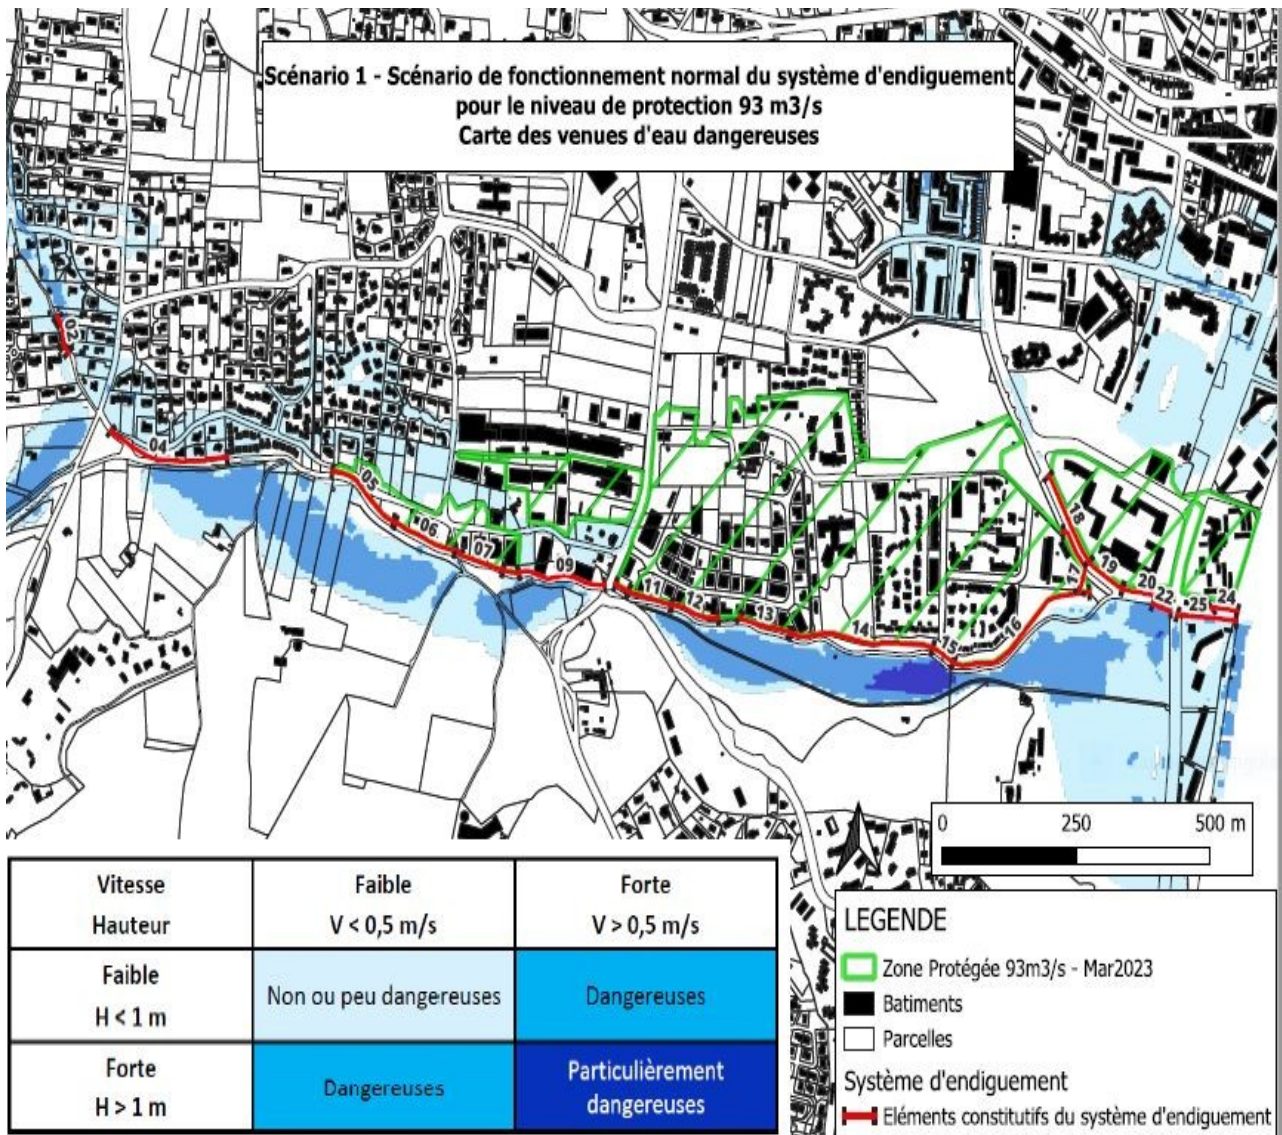 Scénario 1 - Scénario de fonctionnement normal du système d'endiguement
pour le niveau de protection 93 m3/s
Carte des venues d'eau dangereuses
02
04
05
06
07
09
11
12
13
14
15
16
17
18
19
20
22
25
24
0 250 500 m
Vitesse
Hauteur
Faible
V < 0,5 m/s
Forte
V > 0,5 m/s
Faible
H < 1 m
Non ou peu dangereuses
Dangereuses
Forte
H > 1 m
Dangereuses
Particulièrement
dangereuses
LEGENDE
Zone Protégée 93m3/s - Mar2023
Batiments
Parcelles
Système d'endiguement
Eléments constitutifs du système d'endiguement